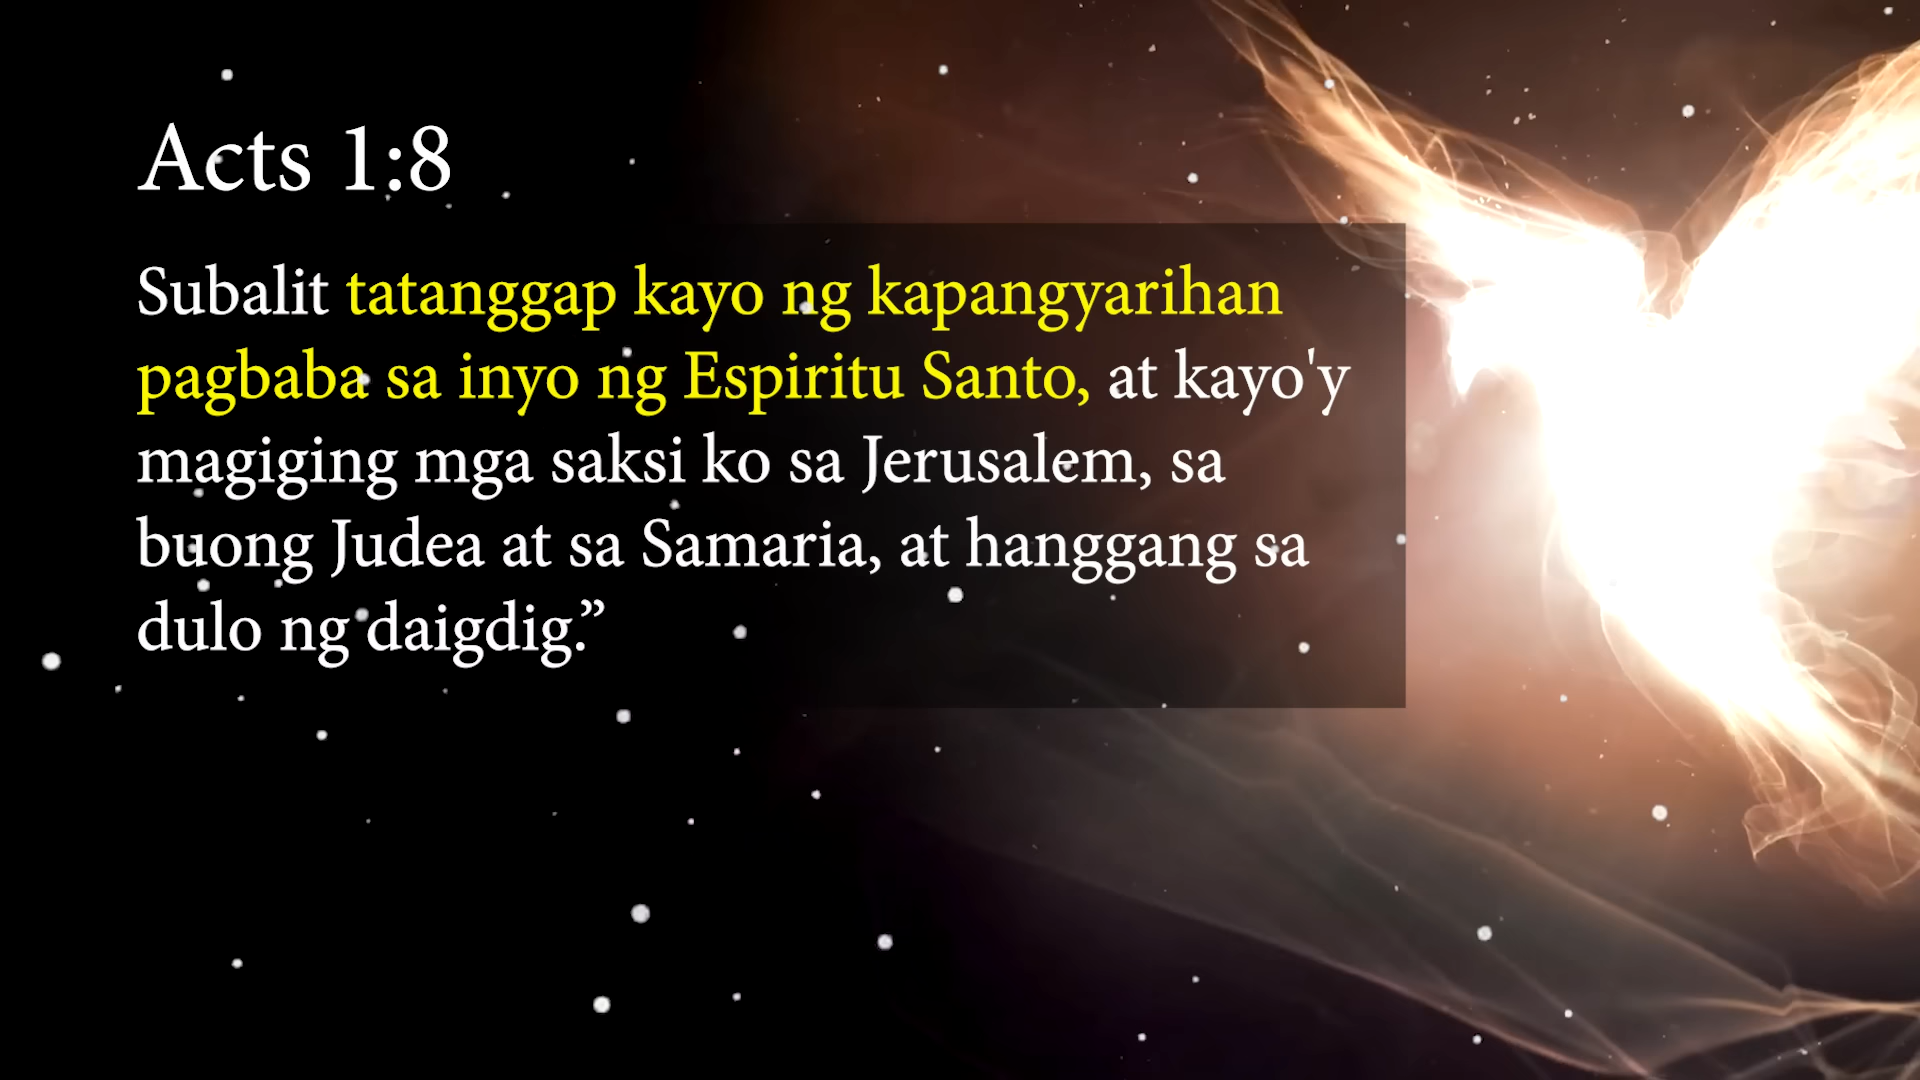 Acts 1:8
Subalit tatanggap kayo ng kapangyarihan
pagbaba sa inyo ng Espiritu Santo, at kayo'y
magiging mga saksi ko sa Jerusalem, sa
buong Judea at sa Samaria, at hanggang sa
dulo ng daigdig.”